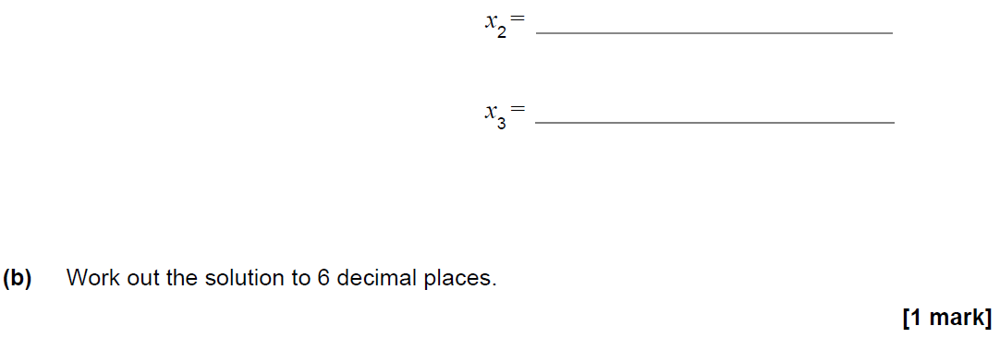 x₂ =
x₃ =
(b) Work out the solution to 6 decimal places.
[1 mark]